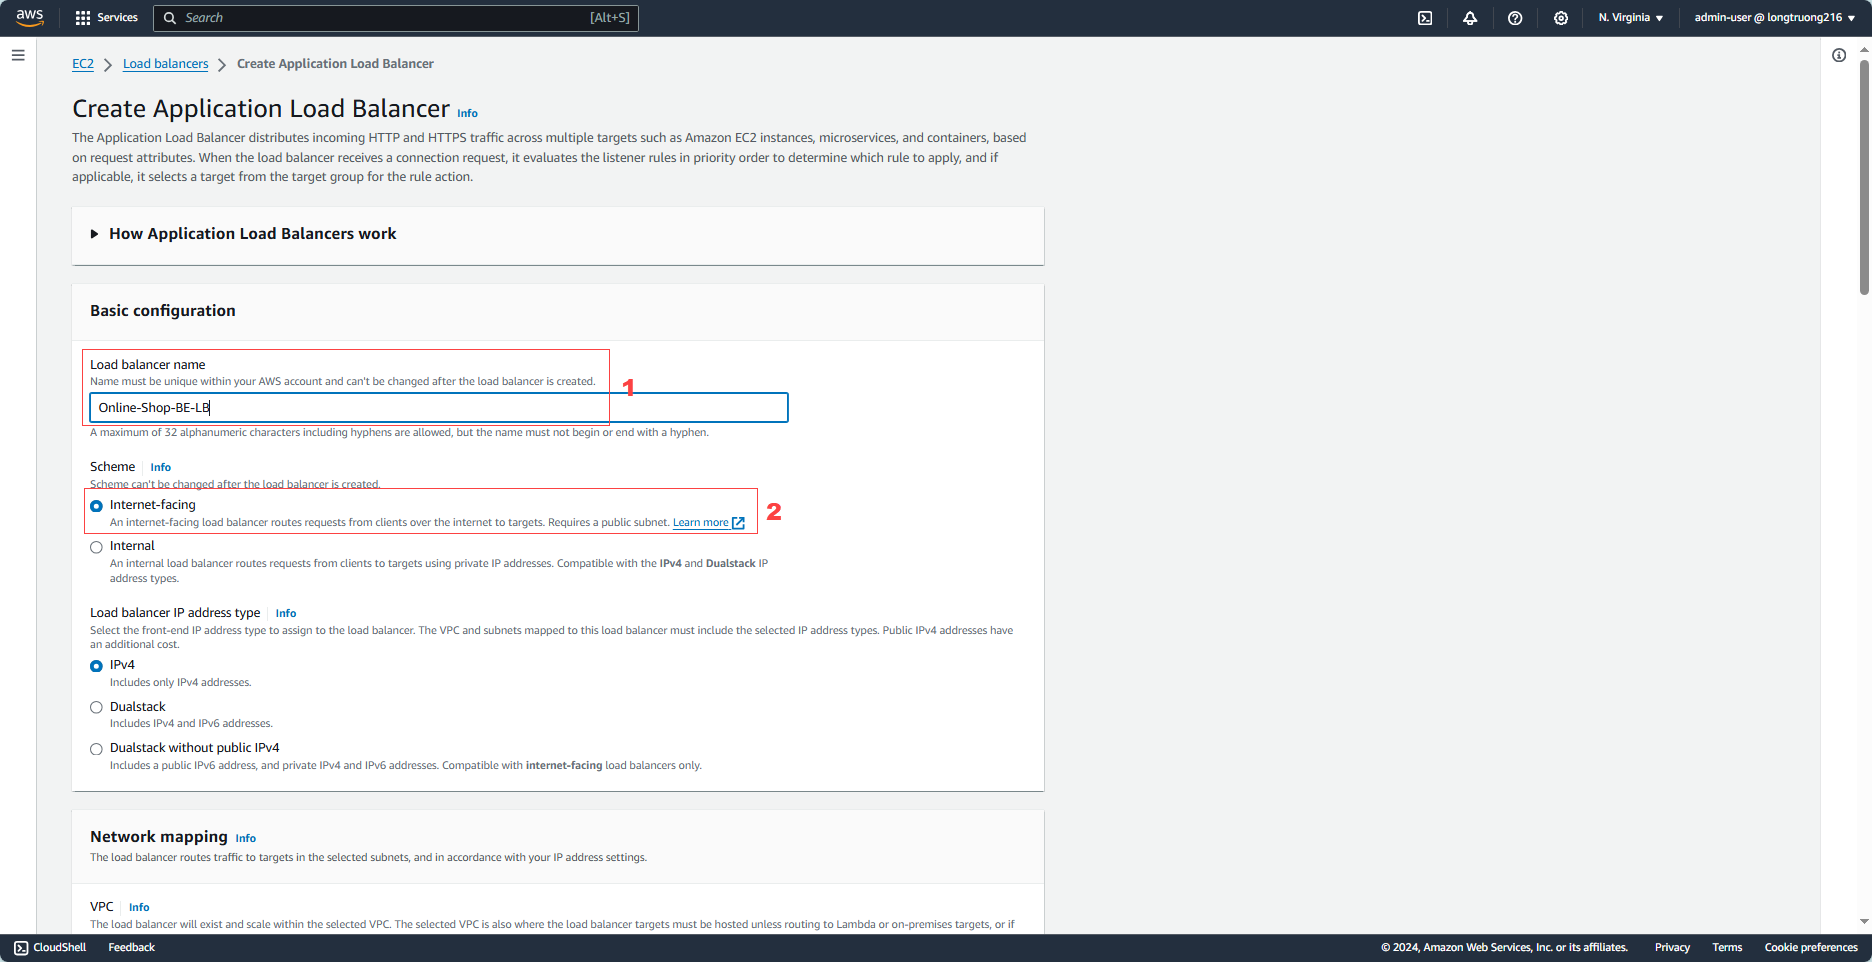 aws
Services
Search
[Alt+S]
N. Virginia
admin-user @ longtruong216
EC2
Load balancers
Create Application Load Balancer
Create Application Load Balancer Info
The Application Load Balancer distributes incoming HTTP and HTTPS traffic across multiple targets such as Amazon EC2 instances, microservices, and containers, based
on request attributes. When the load balancer receives a connection request, it evaluates the listener rules in priority order to determine which rule to apply, and if
applicable, it selects a target from the target group for the rule action.
How Application Load Balancers work
Basic configuration
Load balancer name
Name must be unique within your AWS account and can't be changed after the load balancer is created.
1
Online-Shop-BE-LB
A maximum of 32 alphanumeric characters including hyphens are allowed, but the name must not begin or end with a hyphen.
Scheme Info
Scheme can't be changed after the load balancer is created.
Internet-facing
2
An internet-facing load balancer routes requests from clients over the internet to targets. Requires a public subnet. Learn more
Internal
An internal load balancer routes requests from clients to targets using private IP addresses. Compatible with the IPv4 and Dualstack IP
address types.
Load balancer IP address type Info
Select the front-end IP address type to assign to the load balancer. The VPC and subnets mapped to this load balancer must include the selected IP address types. Public IPv4 addresses have
an additional cost.
IPv4
Includes only IPv4 addresses.
Dualstack
Includes IPv4 and IPv6 addresses.
Dualstack without public IPv4
Includes a public IPv6 address, and private IPv4 and IPv6 addresses. Compatible with internet-facing load balancers only.
Network mapping Info
The load balancer routes traffic to targets in the selected subnets, and in accordance with your IP address settings.
VPC Info
The load balancer will exist and scale within the selected VPC. The selected VPC is also where the load balancer targets must be hosted unless routing to Lambda or on-premises targets, or if
CloudShell
Feedback
© 2024, Amazon Web Services, Inc. or its affiliates.
Privacy
Terms
Cookie preferences